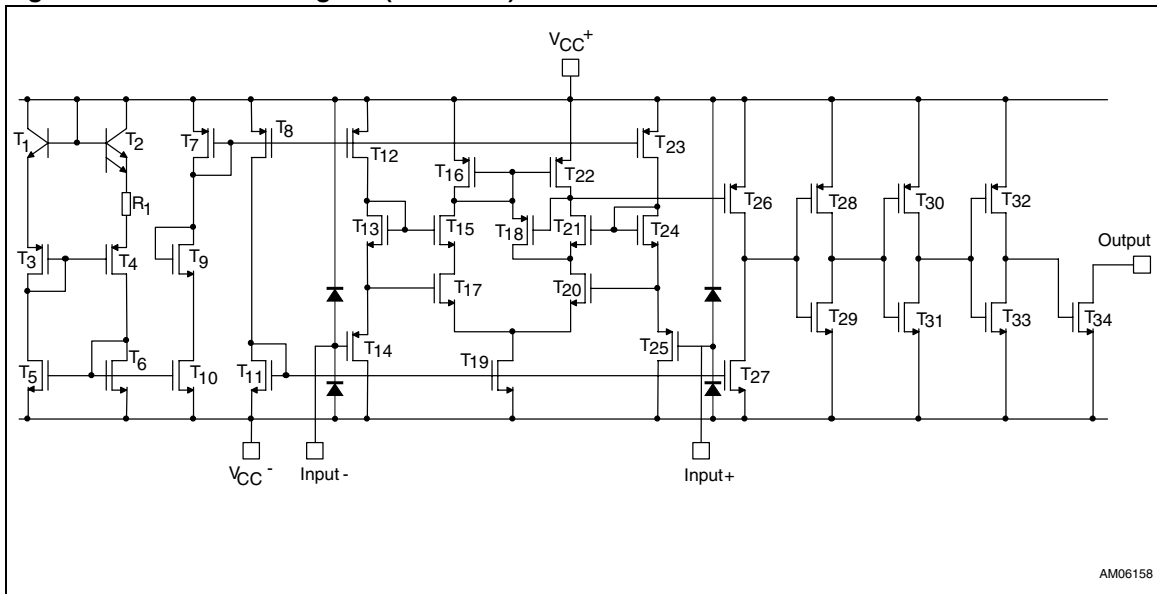 VCC+
T1
T2
T7
T8
T12
T23
T16
T22
R1
T26
T28
T30
T32
T13
T15
T18
T21
T24
Output
T3
T4
T9
T17
T20
T29
T31
T33
T34
T14
T19
T25
T5
T6
T10
T11
T27
VCC-
Input -
Input+
AM06158